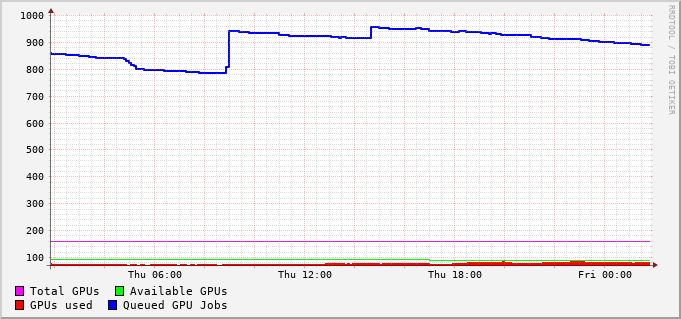 1000
900
800
700
600
500
400
300
200
100
Thu 06:00 Thu 12:00 Thu 18:00 Fri 00:00
Total GPUs Available GPUs
GPUs used Queued GPU Jobs
RRDTOOL / TOBI OETIKER